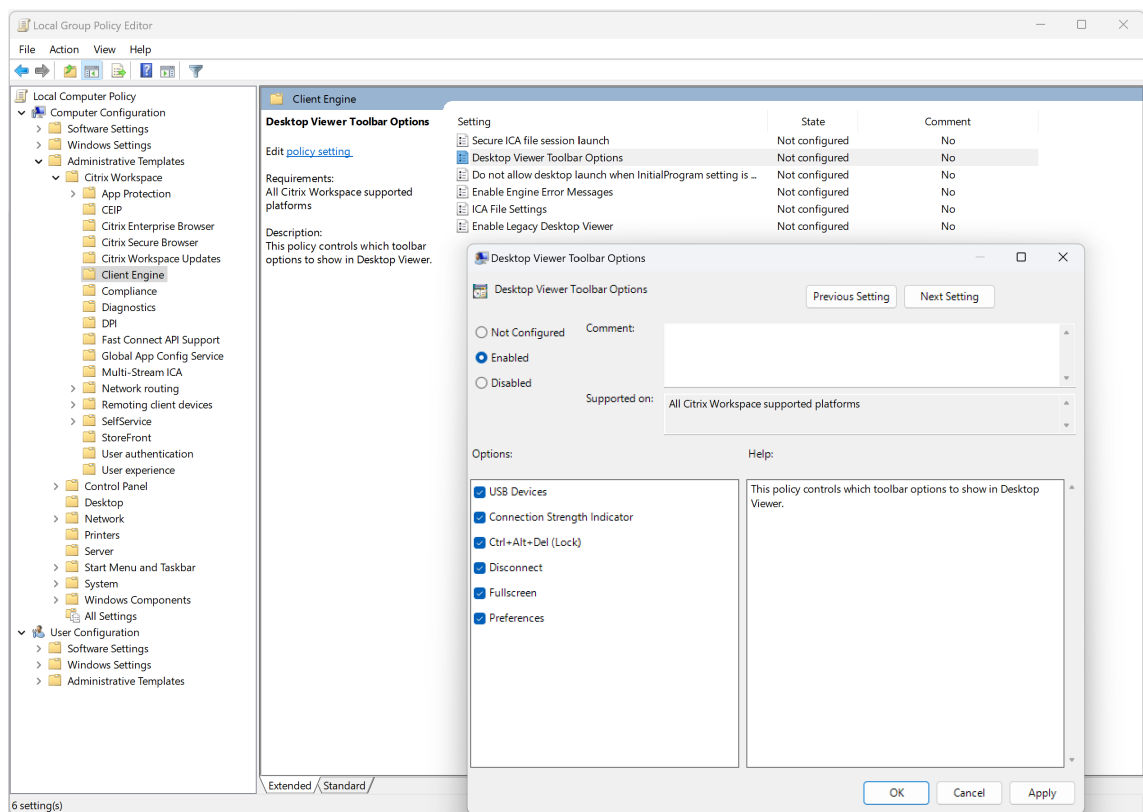 Local Group Policy Editor
File Action View Help
Local Computer Policy
Computer Configuration
Software Settings
Windows Settings
Administrative Templates
Citrix Workspace
App Protection
CEIP
Citrix Enterprise Browser
Citrix Secure Browser
Citrix Workspace Updates
Client Engine
Compliance
Diagnostics
DPI
Fast Connect API Support
Global App Config Service
Multi-Stream ICA
Network routing
Remoting client devices
SelfService
StoreFront
User authentication
User experience
Control Panel
Desktop
Network
Printers
Server
Start Menu and Taskbar
System
Windows Components
All Settings
User Configuration
Software Settings
Windows Settings
Administrative Templates
Client Engine
Desktop Viewer Toolbar Options
Edit policy setting
Requirements:
All Citrix Workspace supported
platforms
Description:
This policy controls which toolbar
options to show in Desktop Viewer.
Setting State Comment
Secure ICA file session launch Not configured No
Desktop Viewer Toolbar Options Not configured No
Do not allow desktop launch when InitialProgram setting is ... Not configured No
Enable Engine Error Messages Not configured No
ICA File Settings Not configured No
Enable Legacy Desktop Viewer Not configured No
Desktop Viewer Toolbar Options
Desktop Viewer Toolbar Options
Previous Setting Next Setting
Not Configured Comment:
Enabled
Disabled
Supported on: All Citrix Workspace supported platforms
Options: Help:
USB Devices
Connection Strength Indicator
Ctrl+Alt+Del (Lock)
Disconnect
Fullscreen
Preferences
This policy controls which toolbar options to show in Desktop
Viewer.
OK Cancel Apply
Extended Standard
6 setting(s)